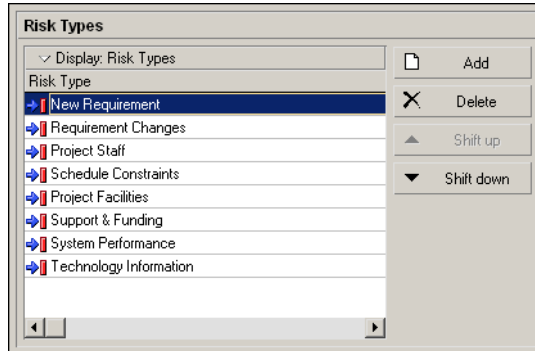 Risk Types
Display: Risk Types
Risk Type
New Requirement
Requirement Changes
Project Staff
Schedule Constraints
Project Facilities
Support & Funding
System Performance
Technology Information
Add
Delete
Shift up
Shift down